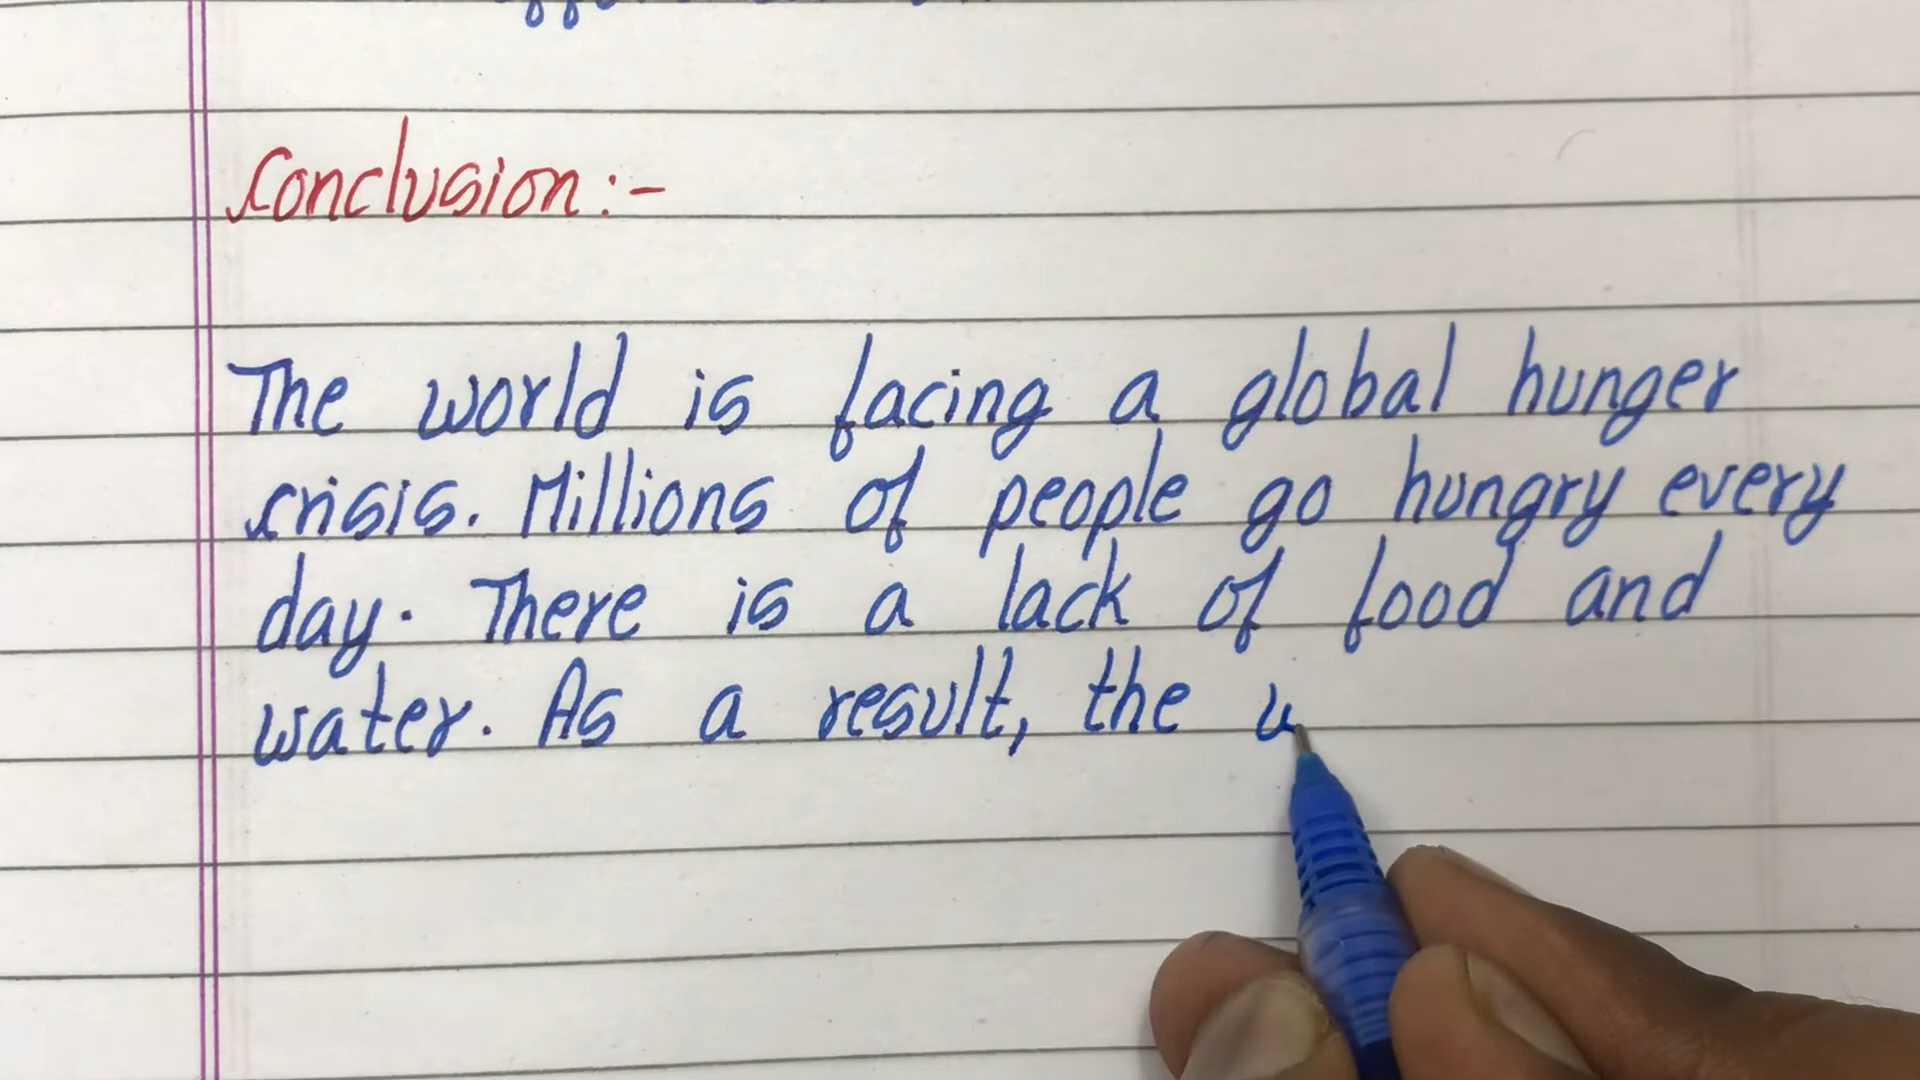 Conclusion:-
The world is facing a global hunger
crisis. Millions of people go hungry every
day. There is a lack of food and
water. As a result, the